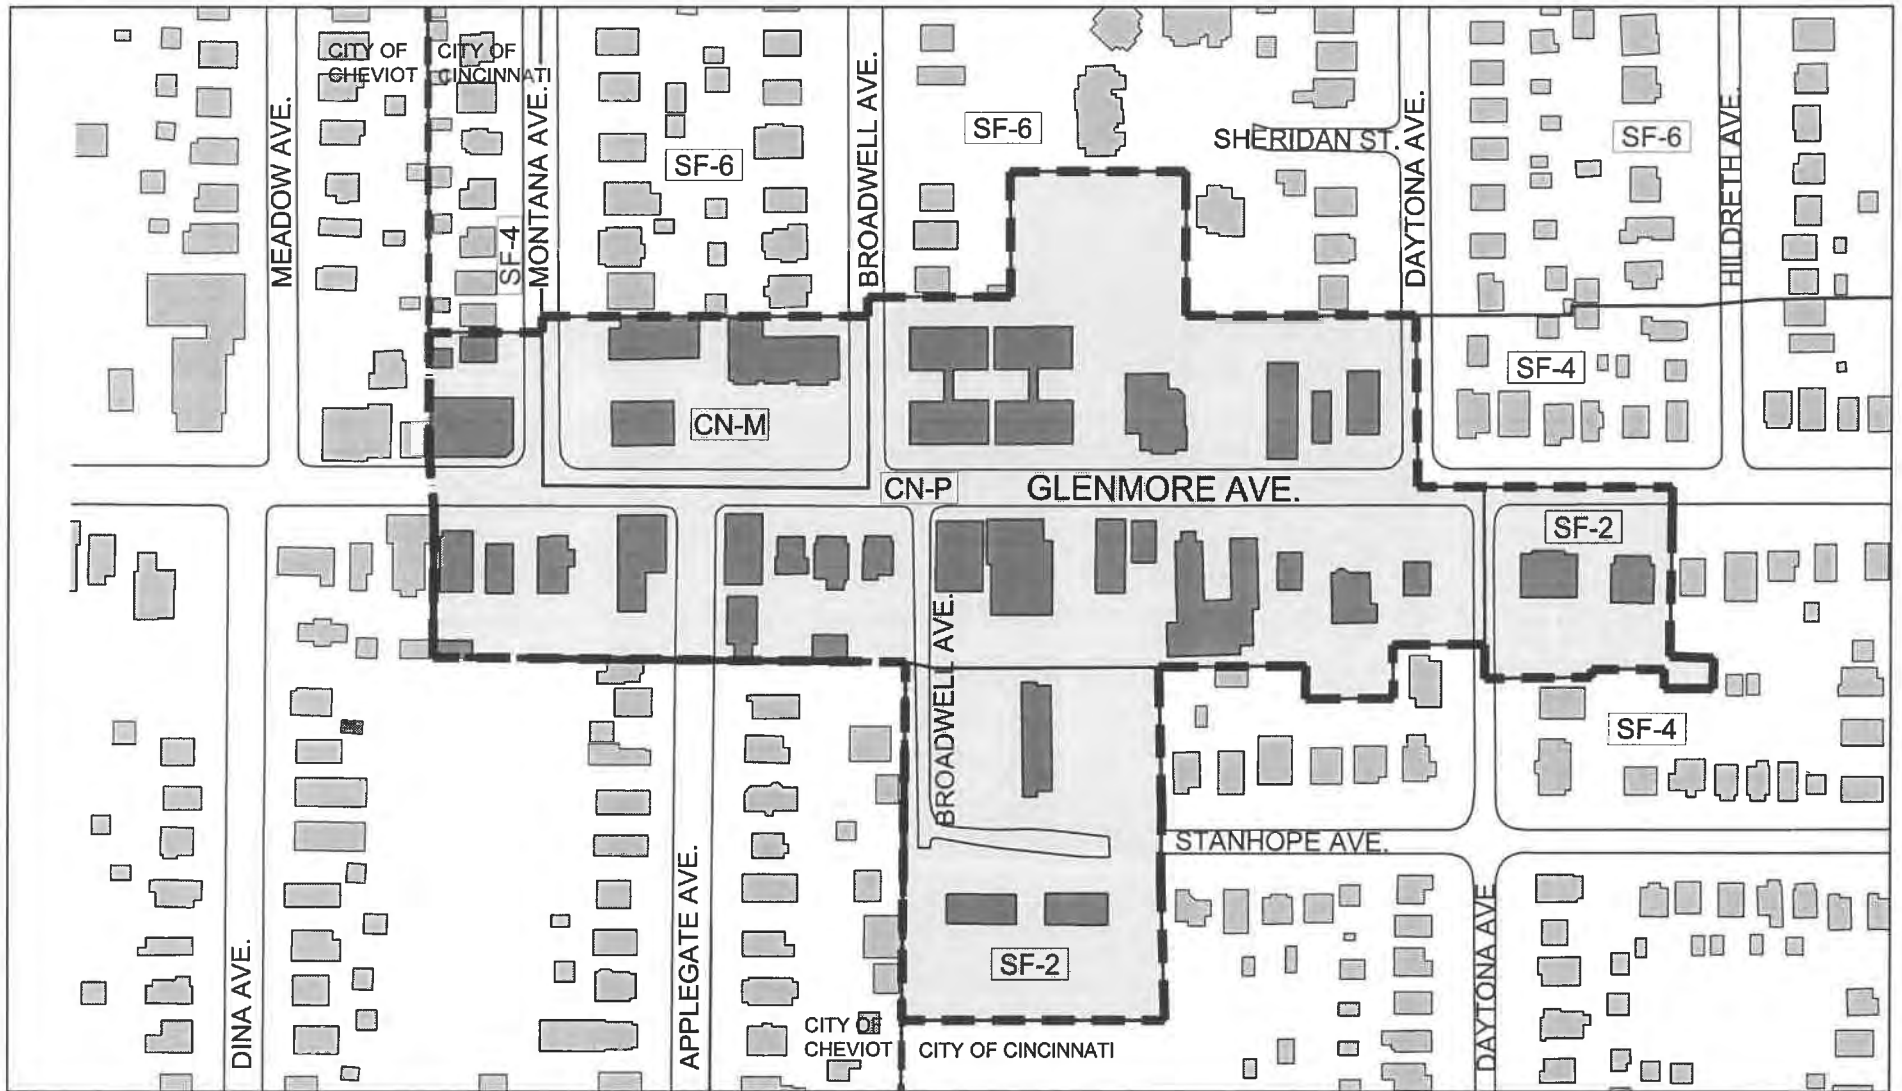 CITY OF
CHEVIOT
CITY OF
CINCINNATI
MEADOW AVE.
SF-4
MONTANA AVE.
SF-6
BROADWELL AVE.
SF-6
SHERIDAN ST.
DAYTONA AVE.
SF-6
HILDRETH AVE.
SF-4
CN-M
CN-P
GLENMORE AVE.
SF-2
BROADWELL AVE.
SF-4
STANHOPE AVE.
DINA AVE.
APPLEGATE AVE.
SF-2
DAYTONA AVE
CITY OF
CHEVIOT
CITY OF CINCINNATI